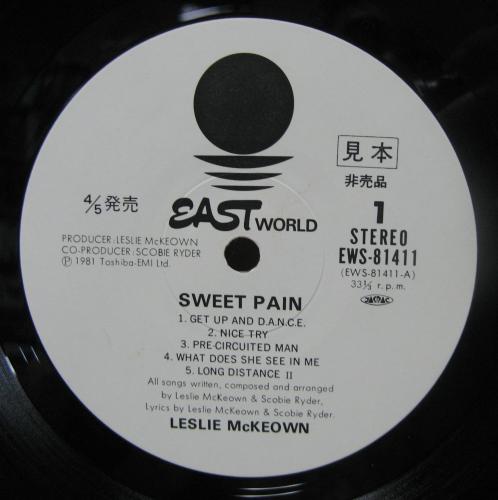 EAST WORLD
4/5発売
見本
非売品
PRODUCER: LESLIE McKEOWN
CO-PRODUCER: SCOBIE RYDER
Ⓟ 1981 Toshiba-EMI Ltd.
1
STEREO
EWS-81411
(EWS-81411-A)
33⅓ r.p.m.
SWEET PAIN
1. GET UP AND D.A.N.C.E.
2. NICE TRY
3. PRE-CIRCUITED MAN
4. WHAT DOES SHE SEE IN ME
5. LONG DISTANCE II
All songs written, composed and arranged
by Leslie McKeown & Scobie Ryder,
Lyrics by Leslie McKeown & Scobie Ryder.
LESLIE McKEOWN